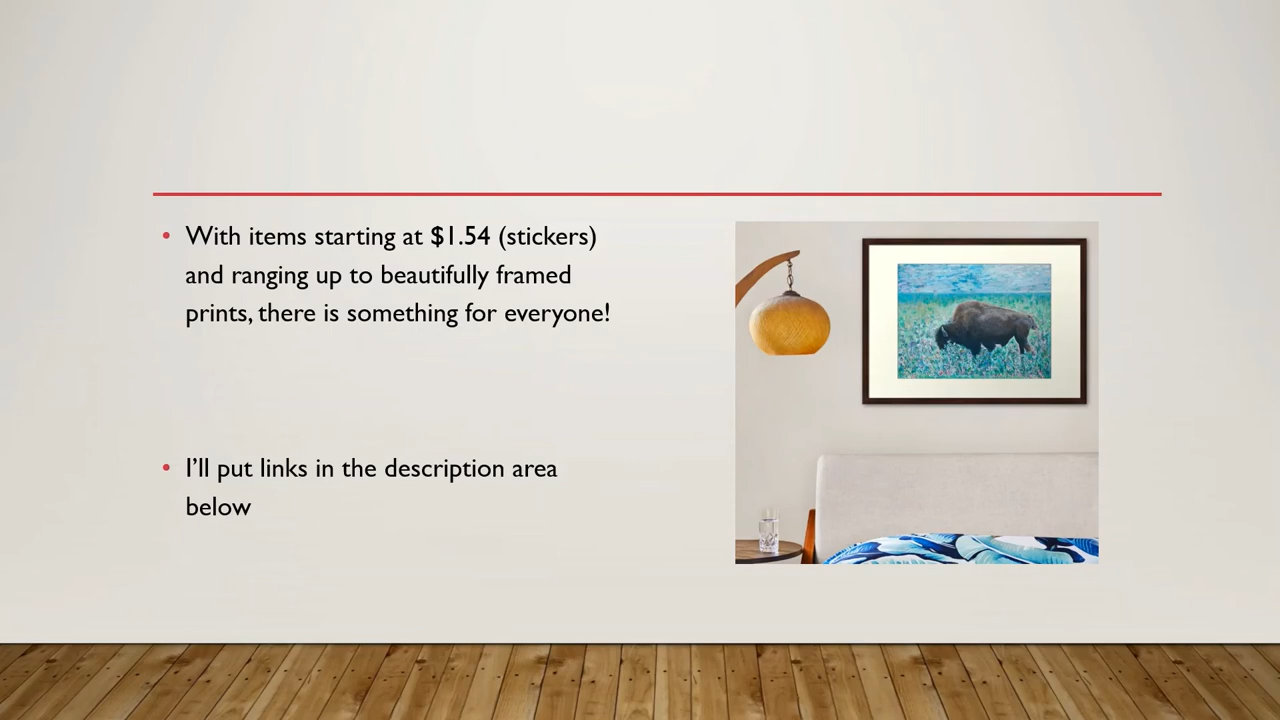 With items starting at $1.54 (stickers)
and ranging up to beautifully framed
prints, there is something for everyone!
I’ll put links in the description area
below